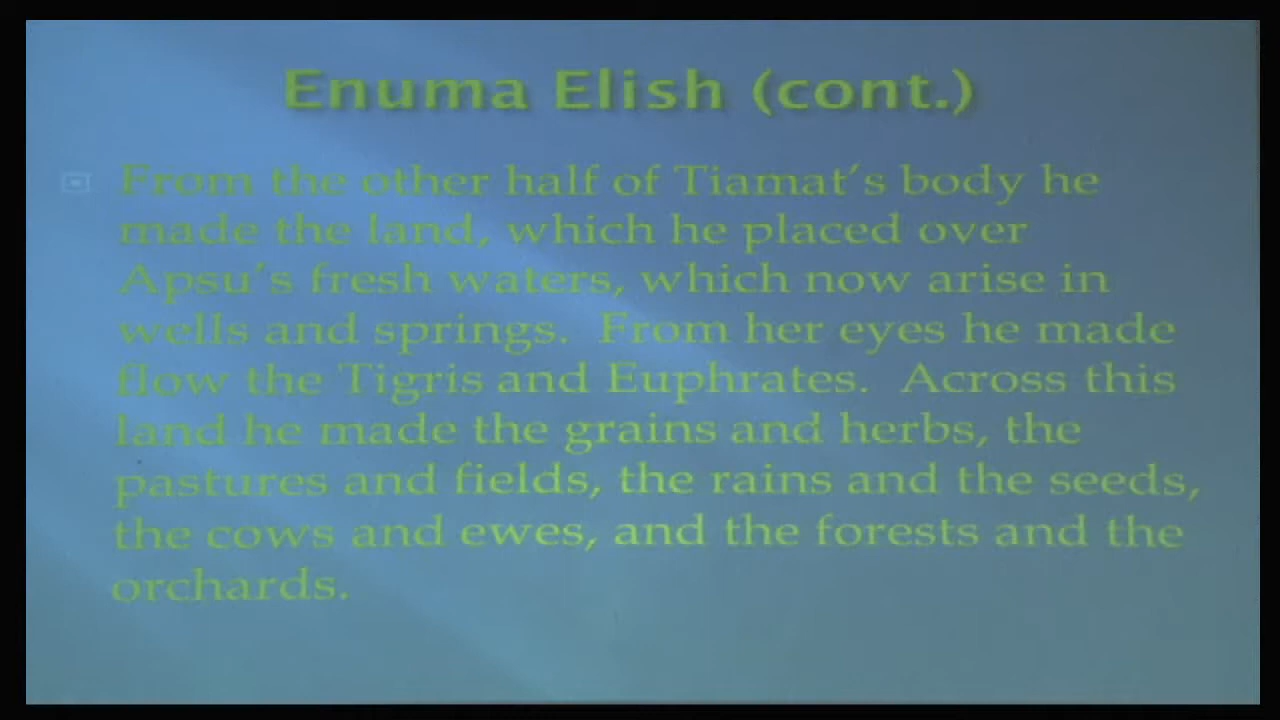 Enuma Elish (cont.)
From the other half of Tiamat's body he
made the land, which he placed over
Apsu's fresh waters, which now arise in
wells and springs. From her eyes he made
flow the Tigris and Euphrates. Across this
land he made the grains and herbs, the
pastures and fields, the rains and the seeds,
the cows and ewes, and the forests and the
orchards.